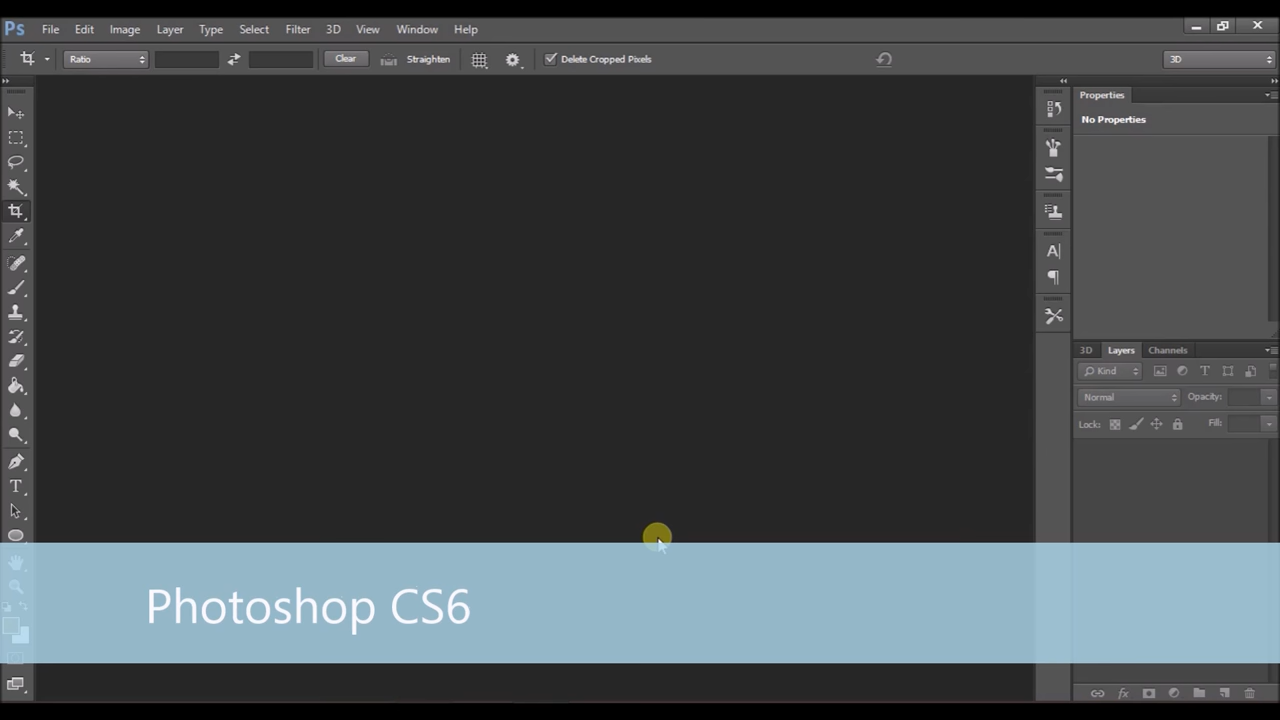 Ps File Edit Image Layer Type Select Filter 3D View Window Help
Ratio Clear Straighten Delete Cropped Pixels 3D
Properties
No Properties
3D Layers Channels
Kind T
Normal Opacity:
Lock: Fill:
A|
T
Photoshop CS6
fx